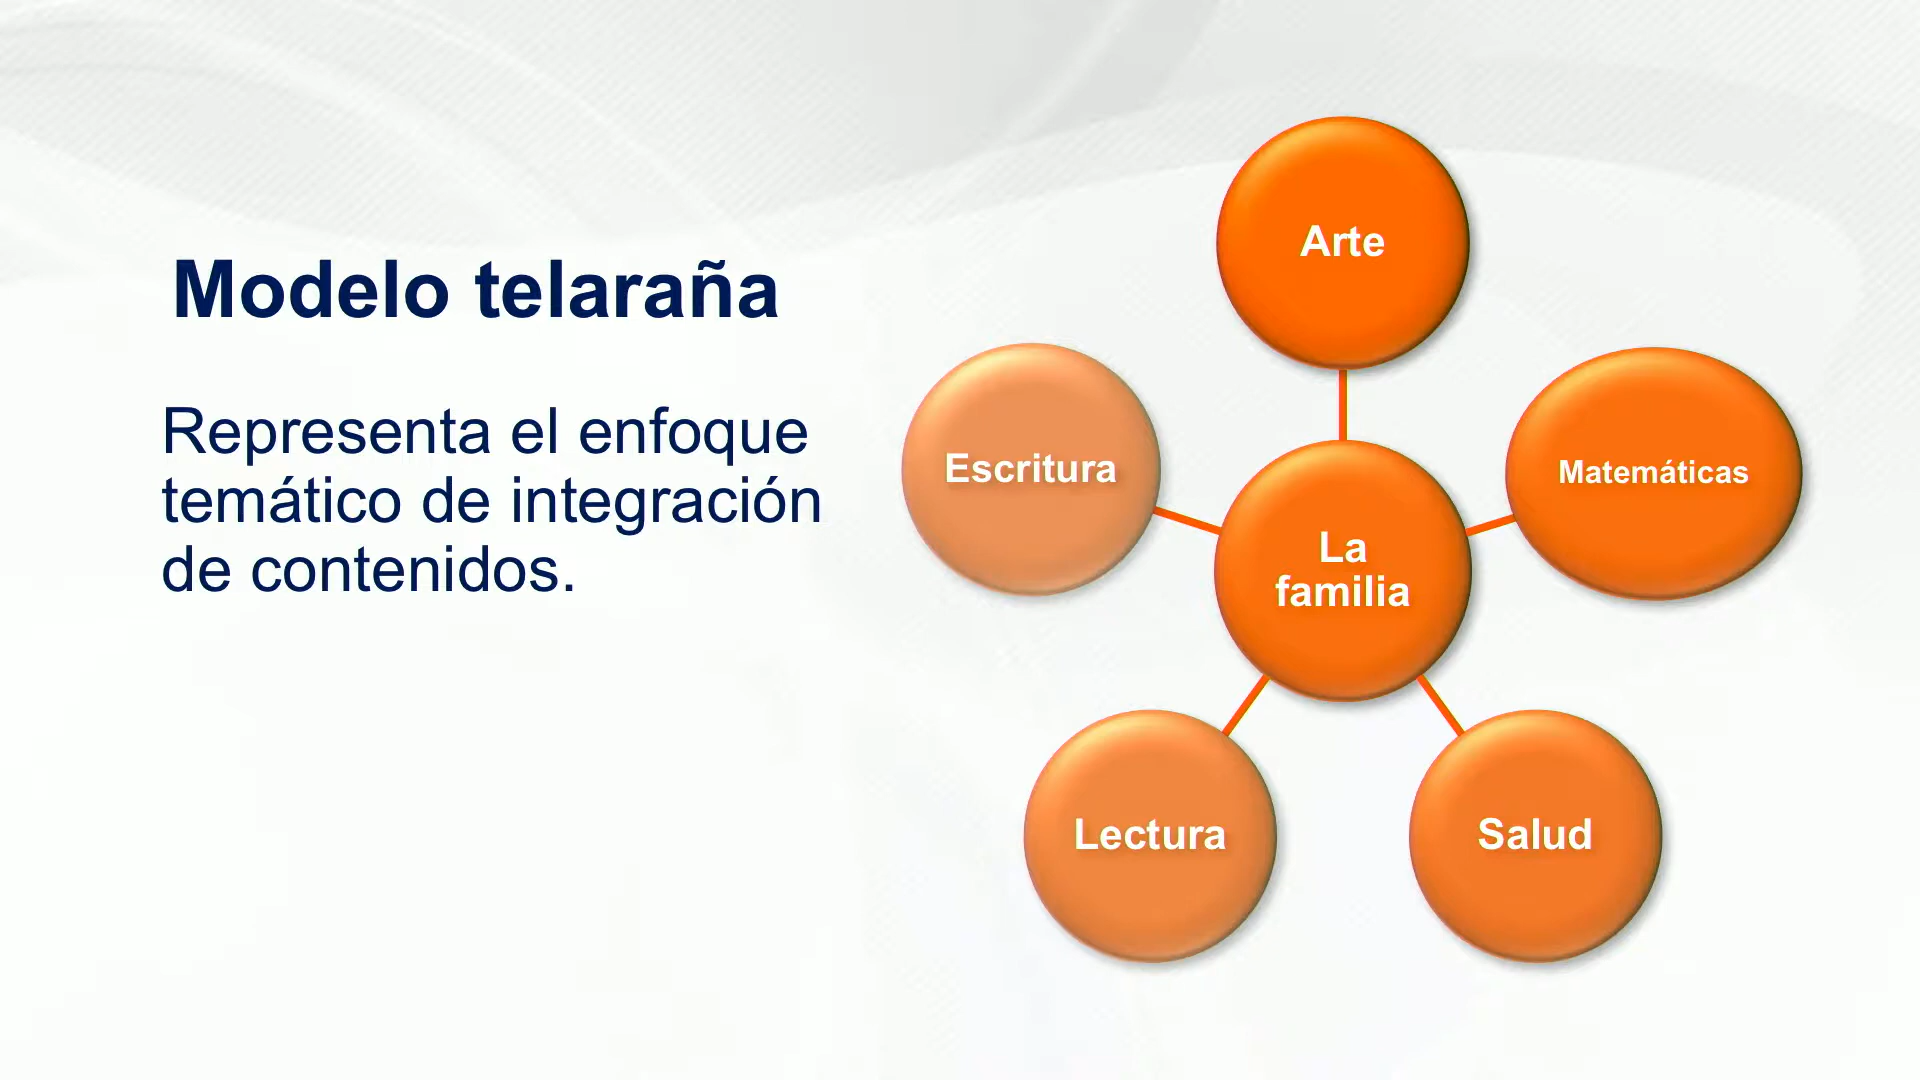 Modelo telaraña
Representa el enfoque
temático de integración
de contenidos.
Arte
Escritura
Matemáticas
La
familia
Lectura
Salud